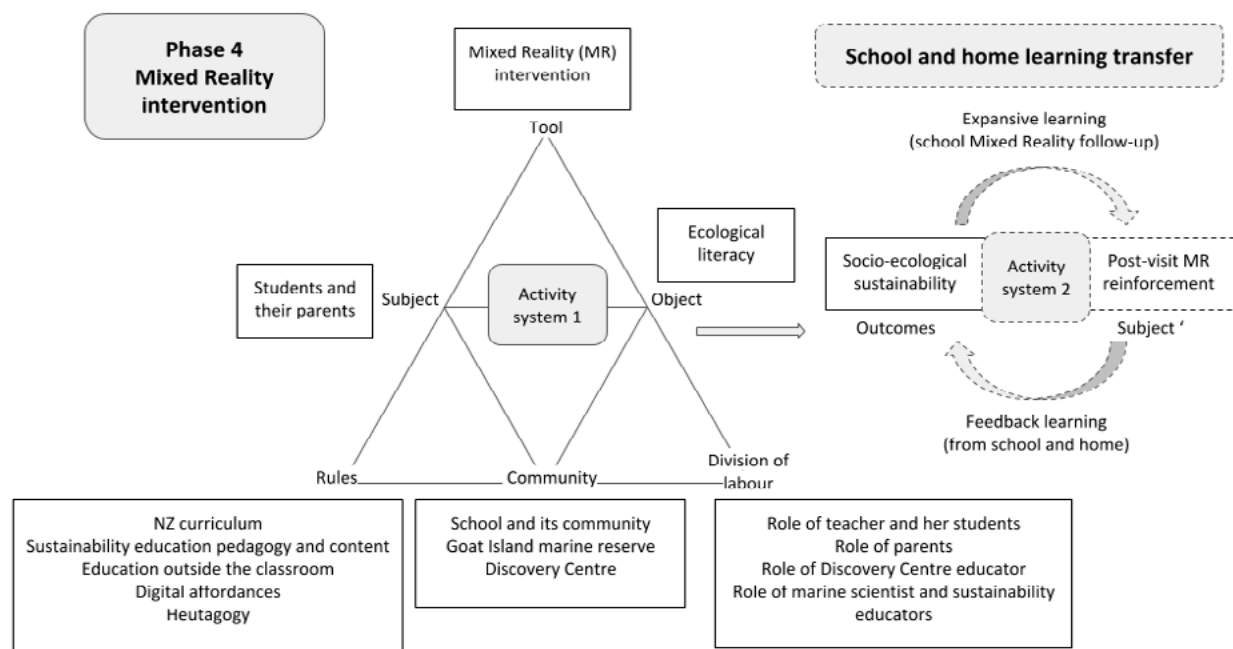 Phase 4
Mixed Reality
intervention
Mixed Reality (MR)
intervention
Tool
School and home learning transfer
Expansive learning
(school Mixed Reality follow-up)
Students and
their parents
Subject
Activity
system 1
Object
Ecological
literacy
Socio-ecological
sustainability
Activity
system 2
Post-visit MR
reinforcement
Outcomes
Subject ‘
Feedback learning
(from school and home)
Rules
Community
Division of
labour
NZ curriculum
Sustainability education pedagogy and content
Education outside the classroom
Digital affordances
Heutagogy
School and its community
Goat Island marine reserve
Discovery Centre
Role of teacher and her students
Role of parents
Role of Discovery Centre educator
Role of marine scientist and sustainability
educators